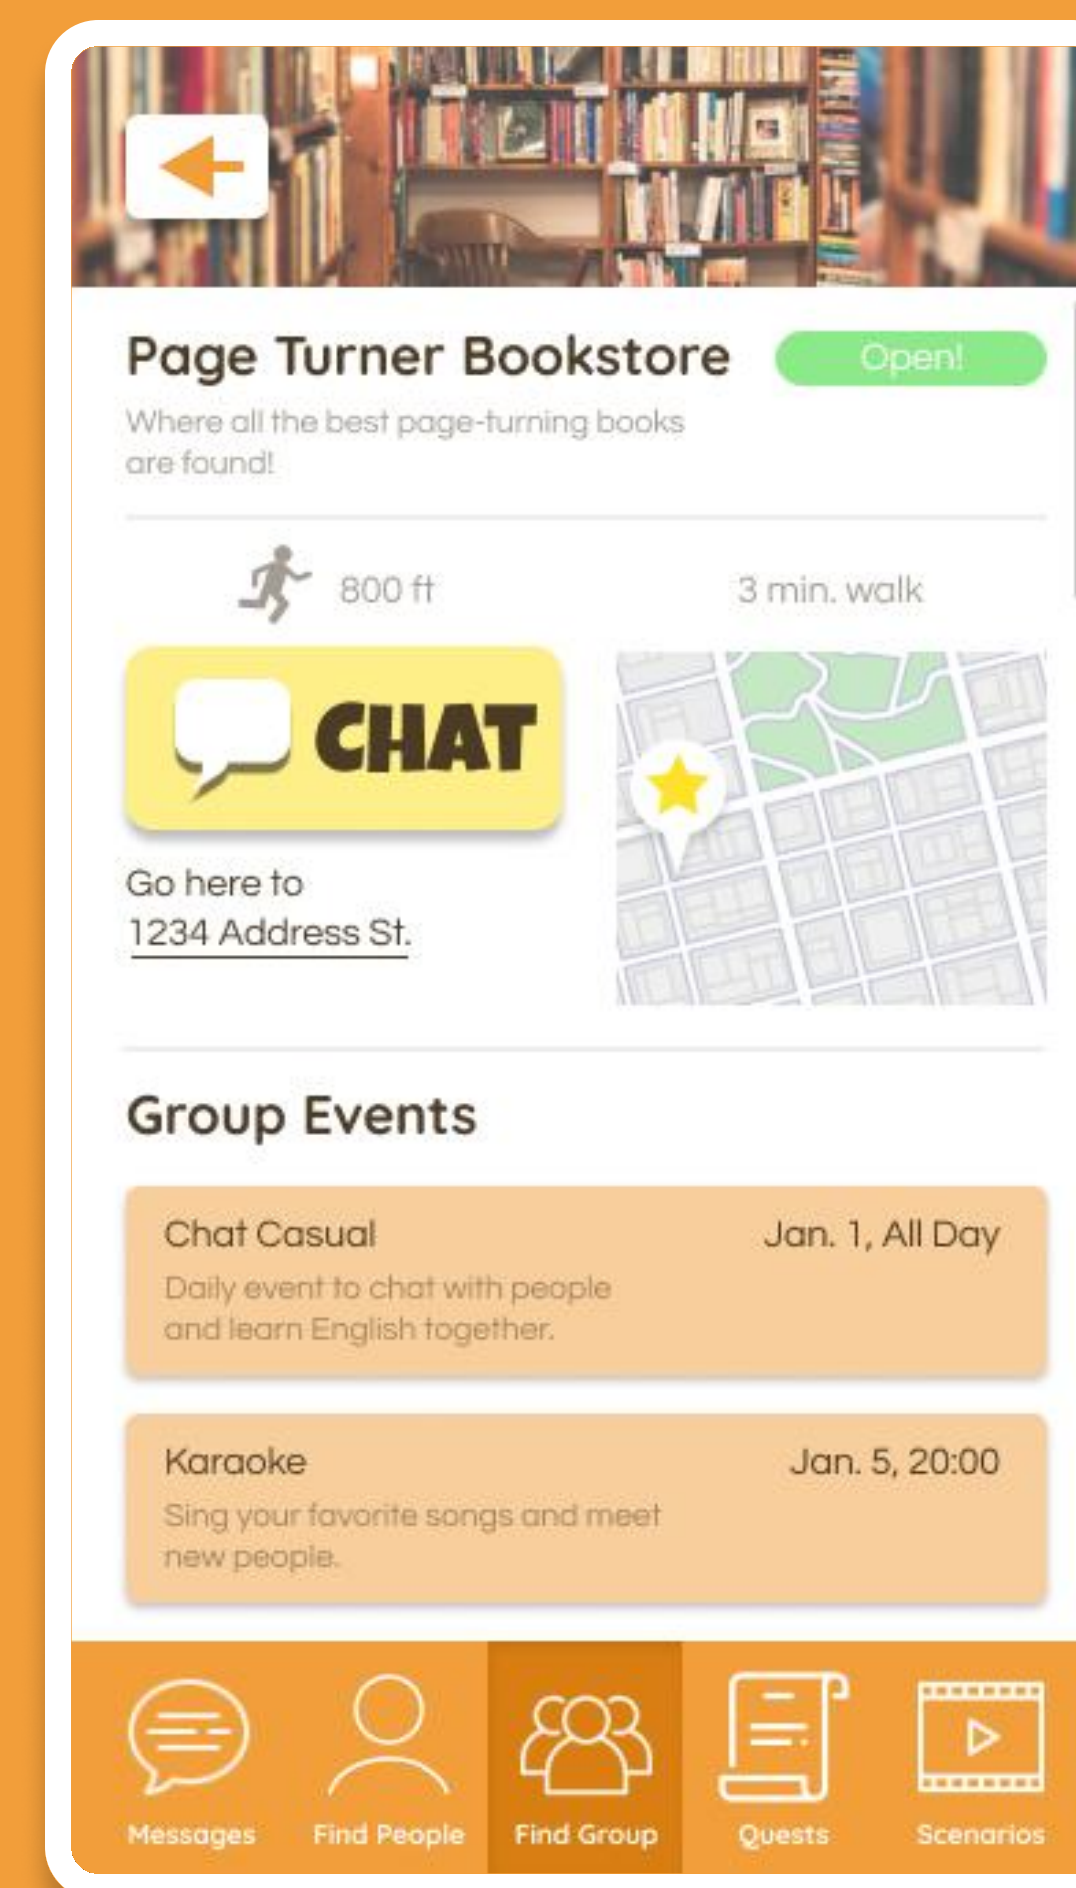 Page Turner Bookstore
Open!
Where all the best page-turning books
are found!
800 ft
3 min. walk
CHAT
Go here to
1234 Address St.
Group Events
Chat Casual
Jan. 1, All Day
Daily event to chat with people
and learn English together.
Karaoke
Jan. 5, 20:00
Sing your favorite songs and meet
new people.
Messages
Find People
Find Group
Quests
Scenarios